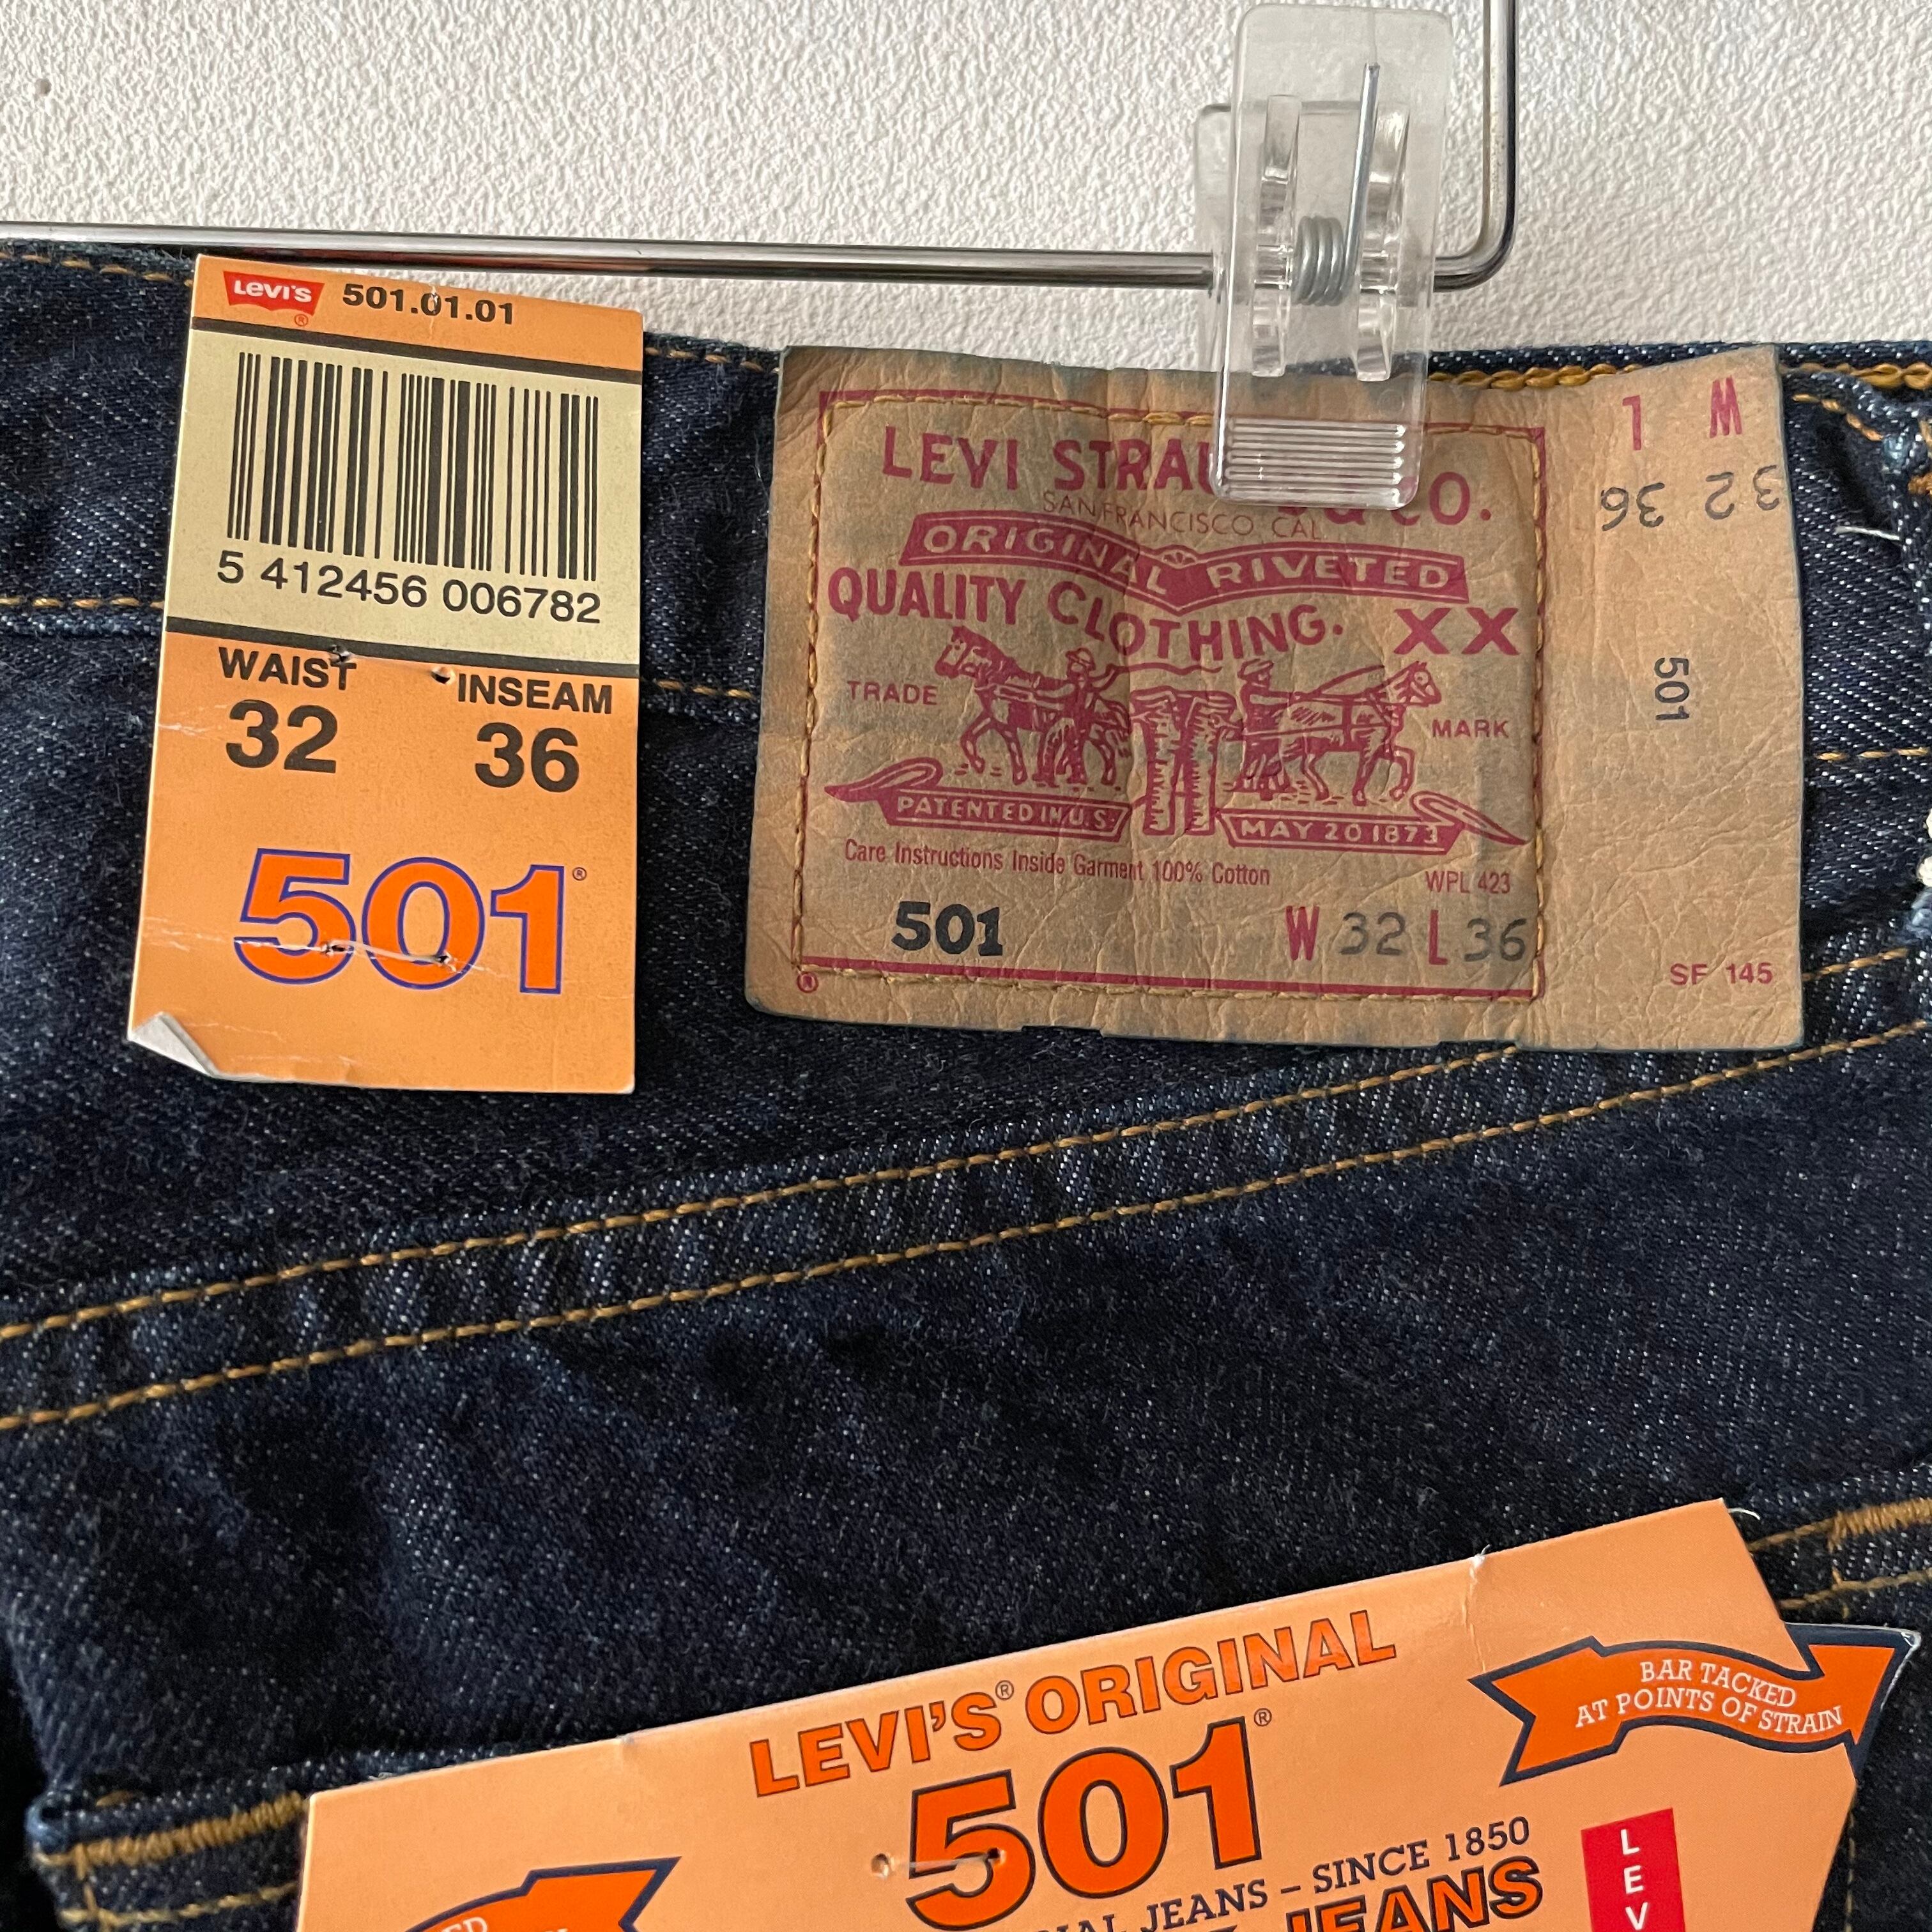 LEVI'S ® 501.01.01
5 412456 006782
WAIST INSEAM
32 36
501®
LEVI STRAU & CO.
SAN FRANCISCO, CAL.
ORIGINAL RIVETED
QUALITY CLOTHING. XX
TRADE MARK
PATENTED IN U.S. MAY 20 1873
Care Instructions Inside Garment 100% Cotton
WPL 423
501 W 32 L 36
®
L W
36 32
501
SF 145
LEVI'S® ORIGINAL
501®
JEANS – SINCE 1850
JEANS
BAR TACKED
AT POINTS OF STRAIN
L
E
V